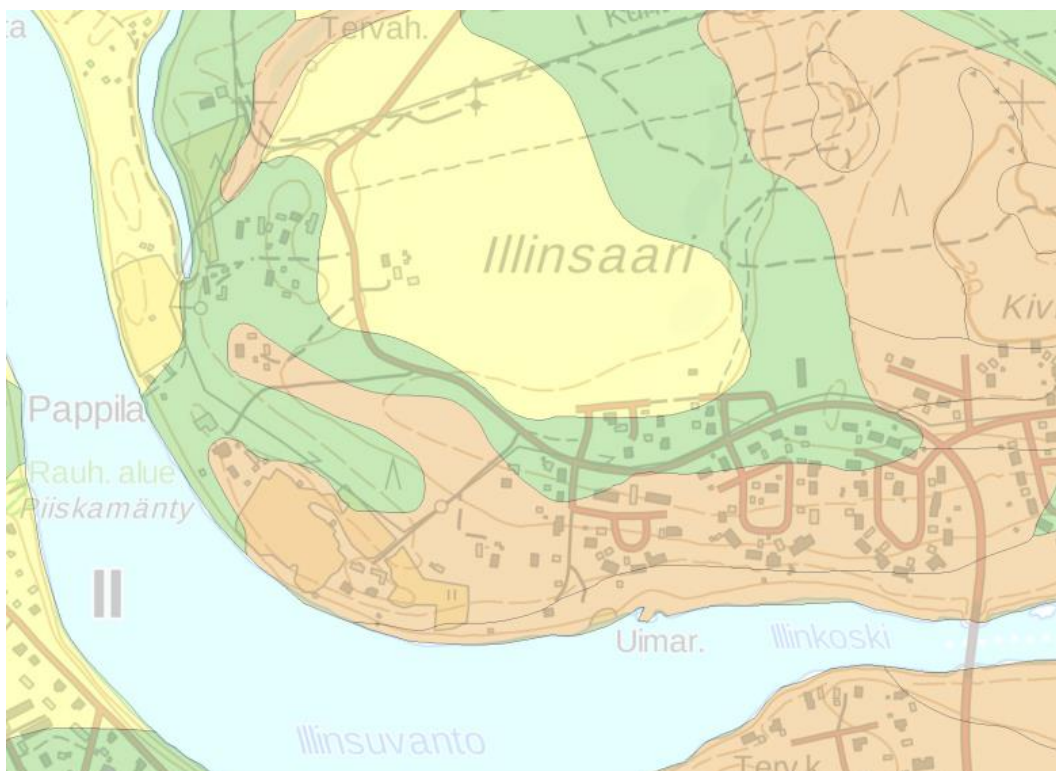 Tervah.
Illinsaari
Kiv
Pappila
Rauh. alue
Piiskamänty
II
Uimar.
Illinkoski
Illinsuvanto
Terv.k